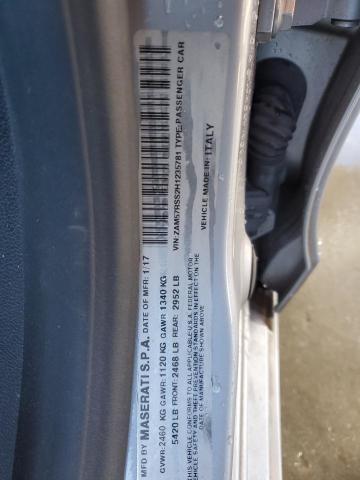 MFD BY MASERATI S.P.A. DATE OF MFR: 1/17
GVWR: 2460 KG GAWR: 1120 KG GAWR 1340 KG
5420 LB FRONT: 2468 LB REAR: 2952 LB
THIS VEHICLE CONFORMS TO ALL APPLICABLE U.S.A. FEDERAL MOTOR
VEHICLE SAFETY AND THEFT PREVENTION STANDARDS IN EFFECT ON THE
DATE OF MANUFACTURE SHOWN ABOVE
VIN: ZAM57RSS2H1235781 TYPE: PASSENGER CAR
VEHICLE MADE IN: ITALY